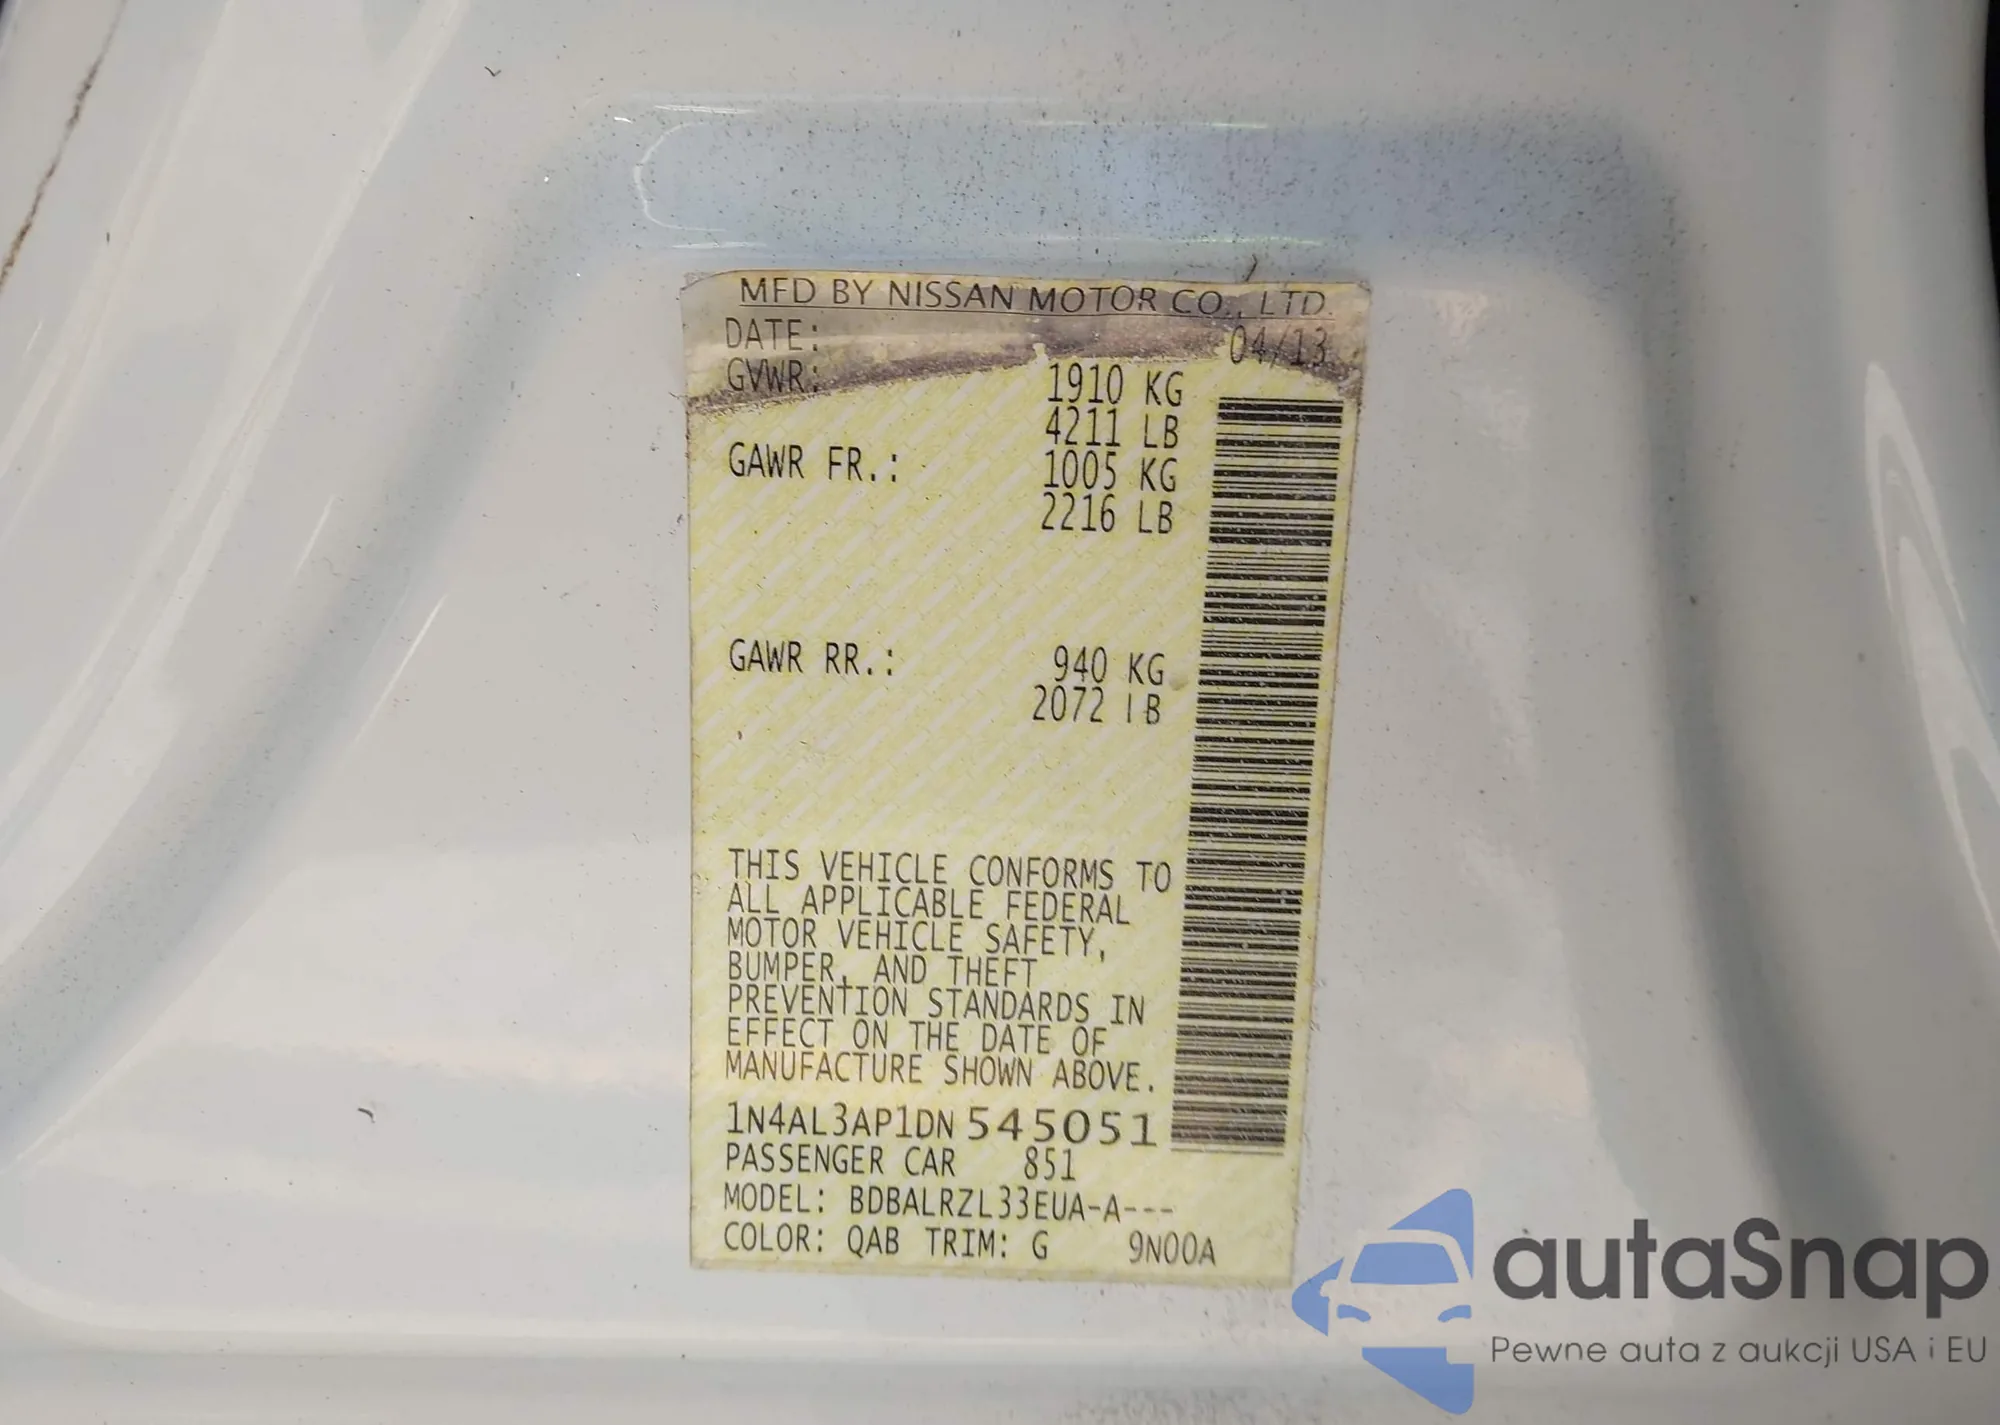 MFD BY NISSAN MOTOR CO., LTD.
DATE: 04/13
GVWR: 1910 KG
4211 LB
GAWR FR.: 1005 KG
2216 LB
GAWR RR.: 940 KG
2072 LB
THIS VEHICLE CONFORMS TO
ALL APPLICABLE FEDERAL
MOTOR VEHICLE SAFETY,
BUMPER, AND THEFT
PREVENTION STANDARDS IN
EFFECT ON THE DATE OF
MANUFACTURE SHOWN ABOVE.
1N4AL3AP1DN545051
PASSENGER CAR 851
MODEL: BDBALRZL33EUA-A---
COLOR: QAB TRIM: G 9N00A
autaSnap
Pewne auta z aukcji USA i EU